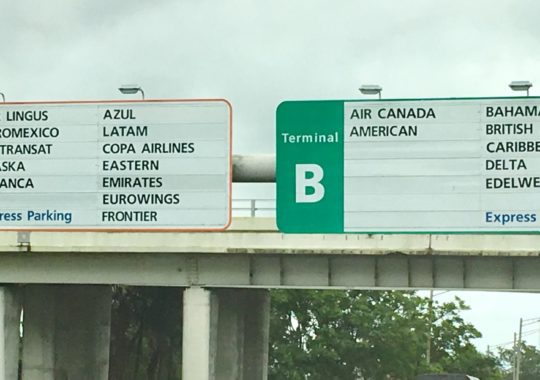 LINGUS
ROMEXICO
TRANSAT
SKA
ANCA
ress Parking
AZUL
LATAM
COPA AIRLINES
EASTERN
EMIRATES
EUROWINGS
FRONTIER
Terminal
B
AIR CANADA
AMERICAN
BAHAMA
BRITISH
CARIBBE
DELTA
EDELWE
Express